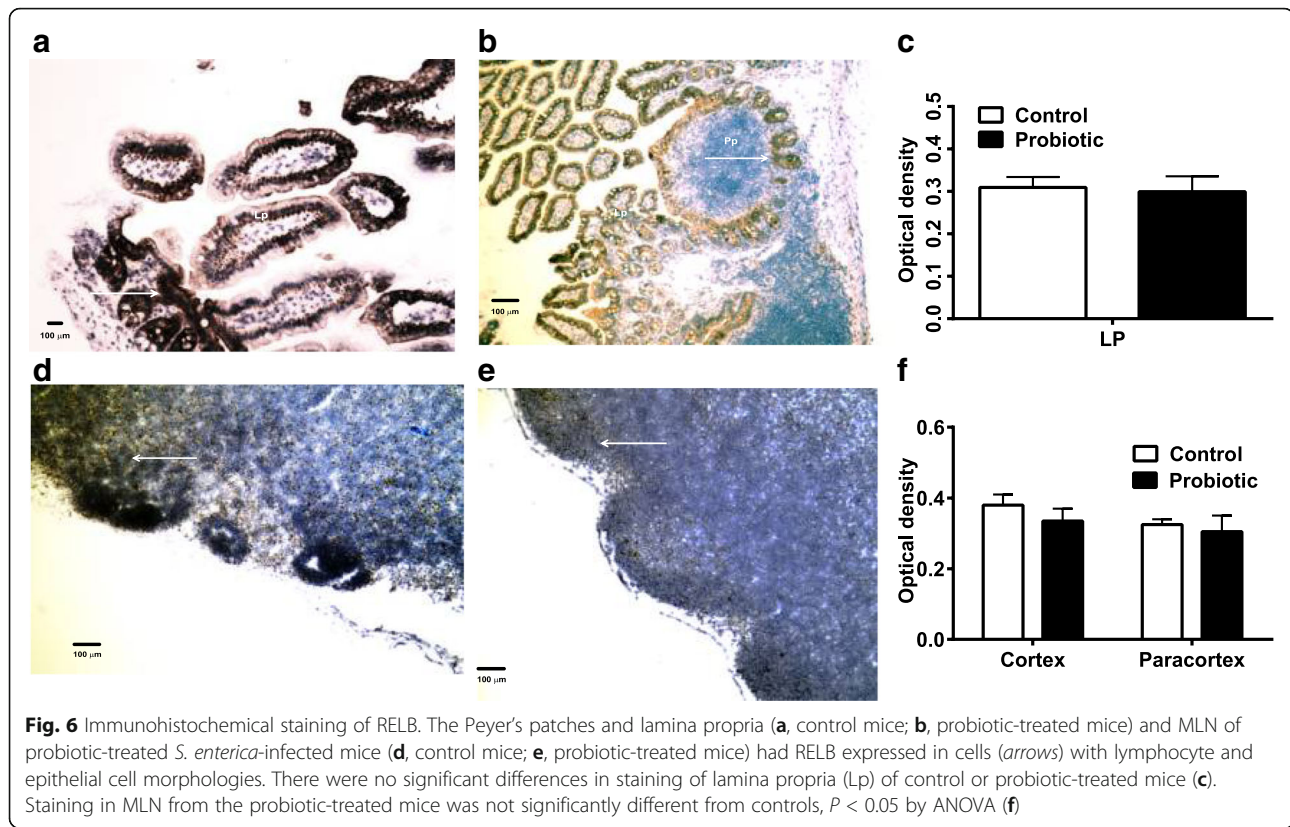 a
b
c
Lp
100 µm
Pp
Lp
100 µm
Optical density
0.5
0.4
0.3
0.2
0.1
0.0
Control
Probiotic
LP
d
e
f
100 µm
100 µm
Optical density
0.6
0.4
0.2
0.0
Control
Probiotic
Cortex
Paracortex
Fig. 6 Immunohistochemical staining of RELB. The Peyer's patches and lamina propria (a, control mice; b, probiotic-treated mice) and MLN of
probiotic-treated S. enterica-infected mice (d, control mice; e, probiotic-treated mice) had RELB expressed in cells (arrows) with lymphocyte and
epithelial cell morphologies. There were no significant differences in staining of lamina propria (Lp) of control or probiotic-treated mice (c).
Staining in MLN from the probiotic-treated mice was not significantly different from controls, P < 0.05 by ANOVA (f)